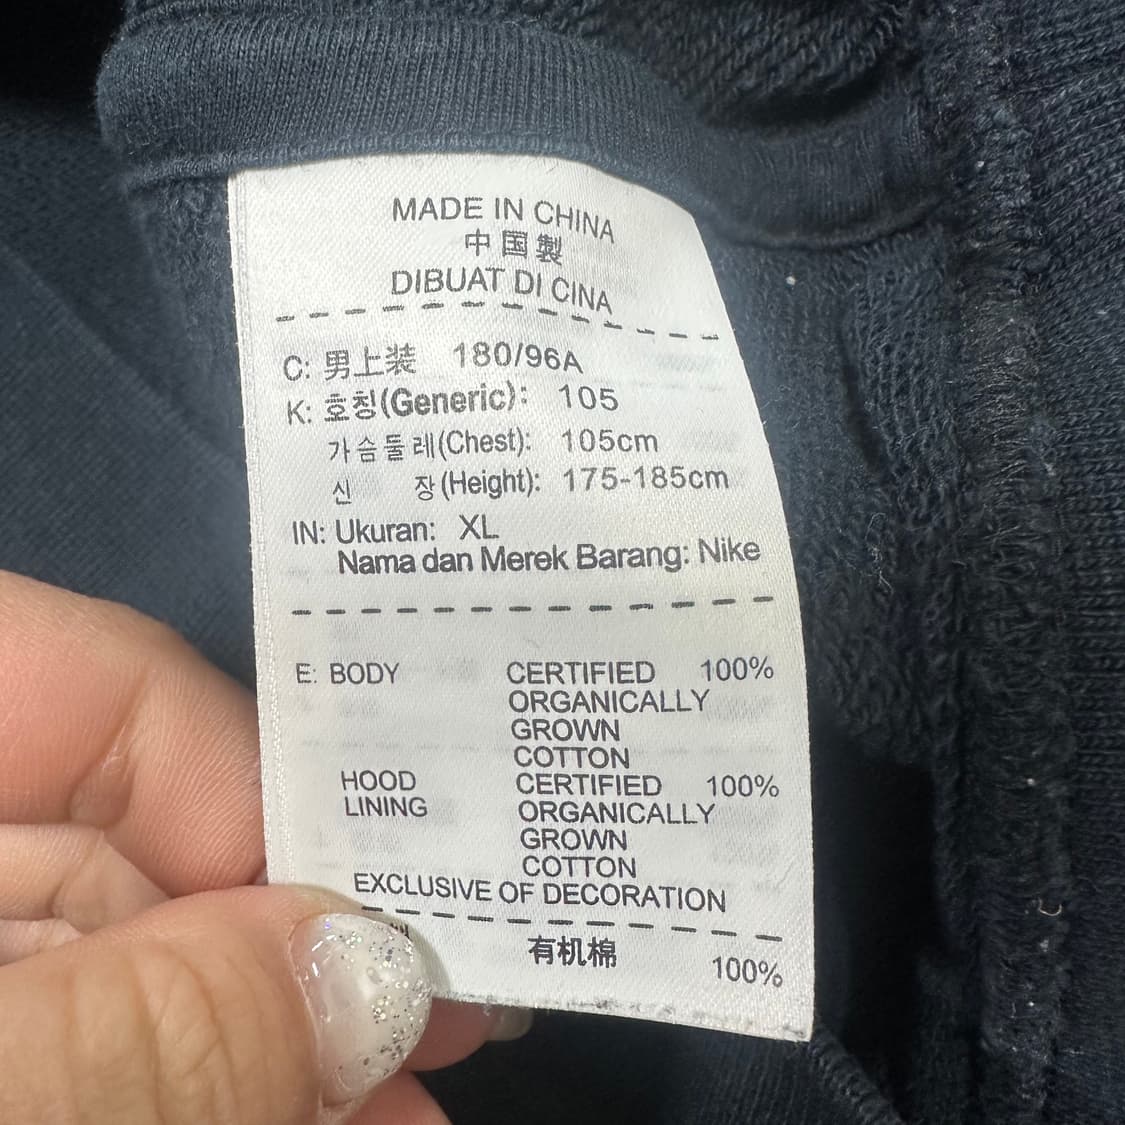 MADE IN CHINA
中国製
DIBUAT DI CINA
C: 男上装 180/96A
K: 호칭(Generic): 105
가슴둘레(Chest): 105cm
신 장(Height): 175-185cm
IN: Ukuran: XL
Nama dan Merek Barang: Nike
E: BODY CERTIFIED 100%
ORGANICALLY
GROWN
COTTON
HOOD CERTIFIED 100%
LINING ORGANICALLY
GROWN
COTTON
EXCLUSIVE OF DECORATION
有机棉 100%